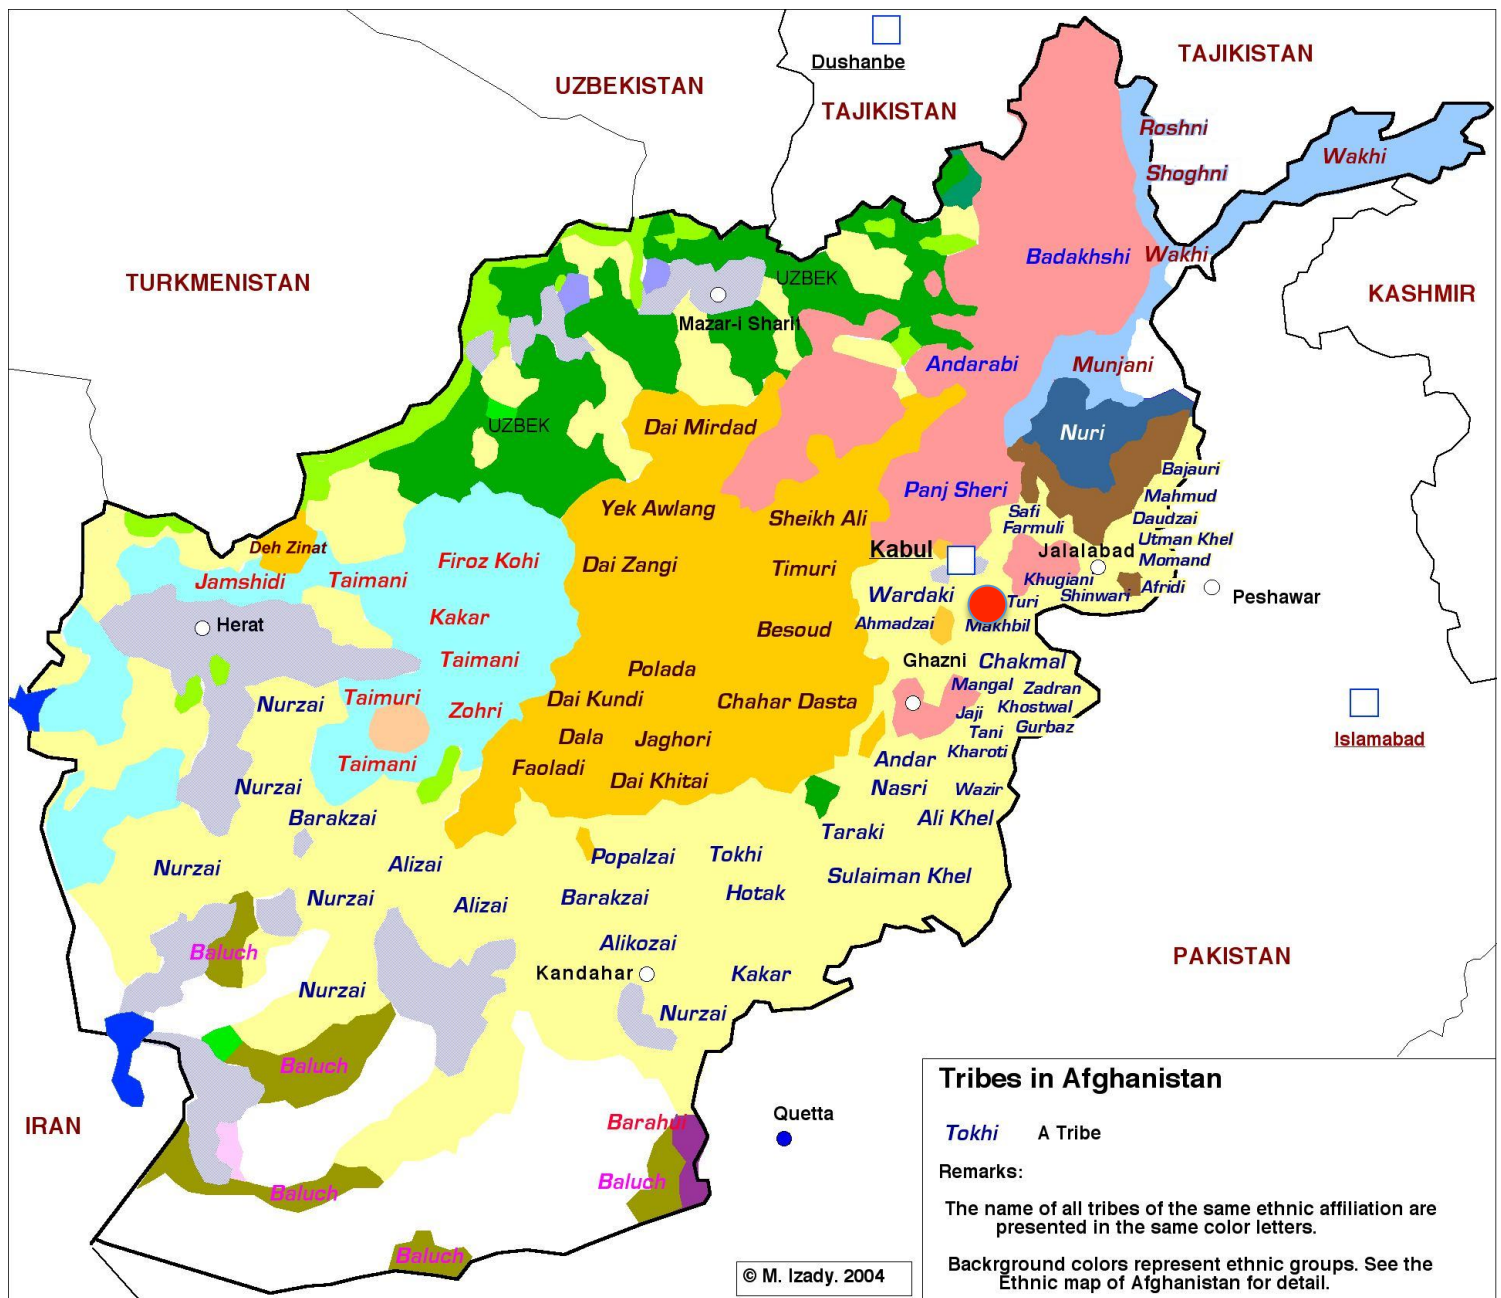 Dushanbe
TAJIKISTAN
UZBEKISTAN
TAJIKISTAN
Roshni
Wakhi
Shoghni
Badakhshi
Wakhi
TURKMENISTAN
UZBEK
KASHMIR
Mazar-i Sharif
Andarabi
Munjani
UZBEK
Dai Mirdad
Nuri
Bajauri
Panj Sheri
Mahmud
Yek Awlang
Sheikh Ali
Safi
Daudzai
Farmuli
Utman Khel
Deh Zinat
Kabul
Jalalabad
Firoz Kohi
Dai Zangi
Timuri
Momand
Jamshidi
Taimani
Khugiani
Afridi
Wardaki
Shinwari
Peshawar
Turi
Kakar
Ahmadzai
Makhbil
Herat
Besoud
Taimani
Ghazni
Chakmal
Polada
Mangal
Zadran
Nurzai
Taimuri
Dai Kundi
Chahar Dasta
Khostwal
Zohri
Jaji
Gurbaz
Tani
Dala
Jaghori
Islamabad
Kharoti
Taimani
Faoladi
Andar
Dai Khitai
Nurzai
Nasri
Wazir
Barakzai
Ali Khel
Taraki
Nurzai
Alizai
Popalzai
Tokhi
Sulaiman Khel
Nurzai
Alizai
Barakzai
Hotak
Baluch
Alikozai
PAKISTAN
Kandahar
Kakar
Nurzai
Nurzai
Baluch
IRAN
Barahui
Quetta
Baluch
Baluch
Baluch
Tribes in Afghanistan
Tokhi A Tribe
Remarks:
The name of all tribes of the same ethnic affiliation are
presented in the same color letters.
Backrground colors represent ethnic groups. See the
Ethnic map of Afghanistan for detail.
© M. Izady. 2004